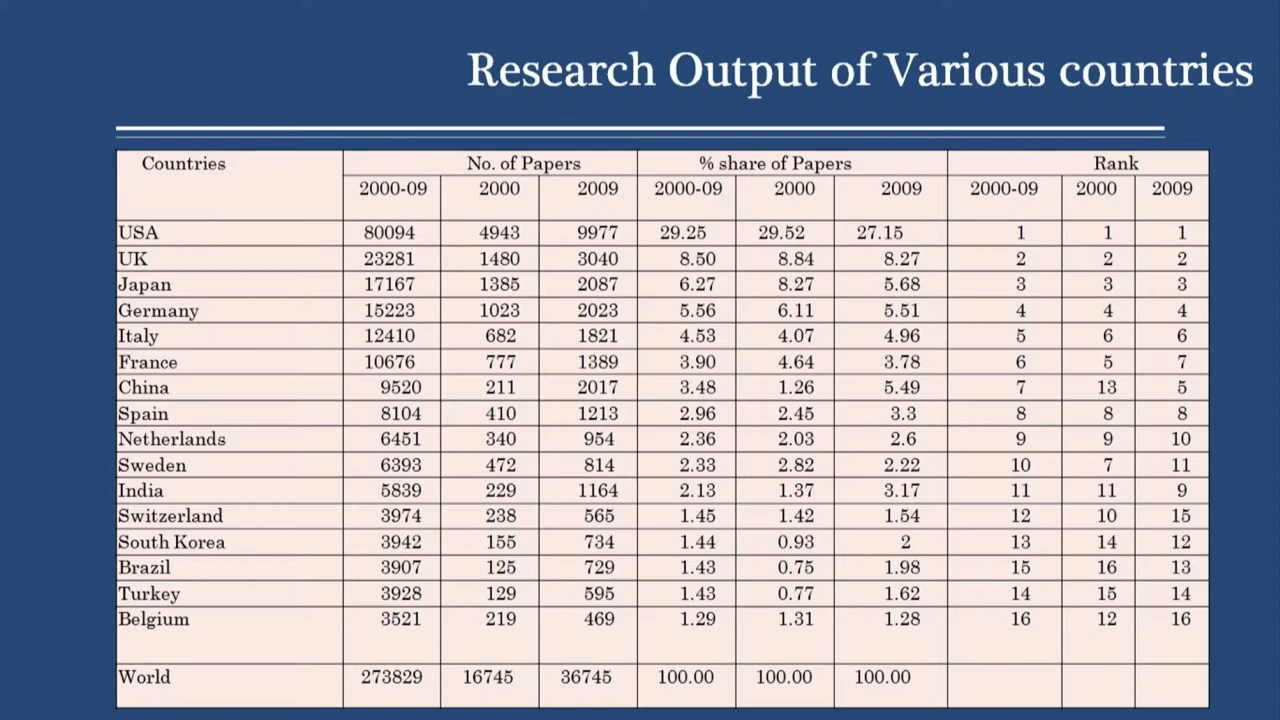 Research Output of Various countries
Countries No. of Papers % share of Papers Rank
2000-09 2000 2009 2000-09 2000 2009 2000-09 2000 2009
USA 80094 4943 9977 29.25 29.52 27.15 1 1 1
UK 23281 1480 3040 8.50 8.84 8.27 2 2 2
Japan 17167 1385 2087 6.27 8.27 5.68 3 3 3
Germany 15223 1023 2023 5.56 6.11 5.51 4 4 4
Italy 12410 682 1821 4.53 4.07 4.96 5 6 6
France 10676 777 1389 3.90 4.64 3.78 6 5 7
China 9520 211 2017 3.48 1.26 5.49 7 13 5
Spain 8104 410 1213 2.96 2.45 3.3 8 8 8
Netherlands 6451 340 954 2.36 2.03 2.6 9 9 10
Sweden 6393 472 814 2.33 2.82 2.22 10 7 11
India 5839 229 1164 2.13 1.37 3.17 11 11 9
Switzerland 3974 238 565 1.45 1.42 1.54 12 10 15
South Korea 3942 155 734 1.44 0.93 2 13 14 12
Brazil 3907 125 729 1.43 0.75 1.98 15 16 13
Turkey 3928 129 595 1.43 0.77 1.62 14 15 14
Belgium 3521 219 469 1.29 1.31 1.28 16 12 16
World 273829 16745 36745 100.00 100.00 100.00